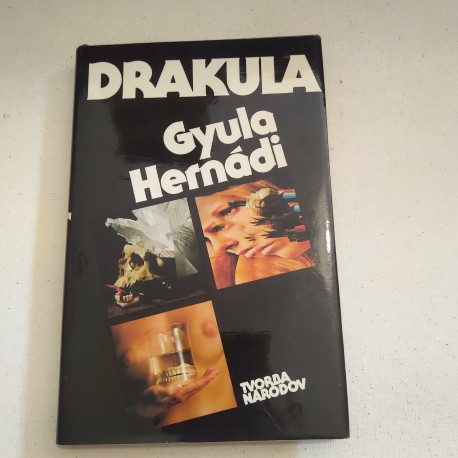 DRAKULA
Gyula
Hernádi
TVORBA
NÁRODOV